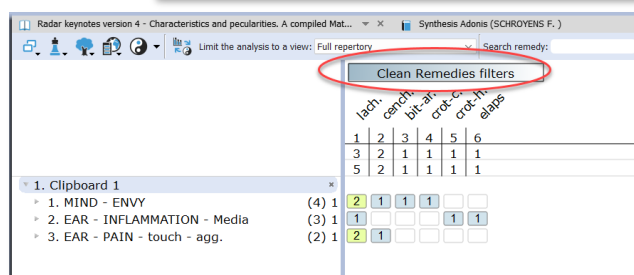 Radar keynotes version 4 - Characteristics and pecularities. A compiled Mat... Synthesis Adonis (SCHROYENS F. )
Limit the analysis to a view: Full repertory Search remedy:
Clean Remedies filters
lach. cench. bit-ar. crot-c. crot-h. elaps
1 2 3 4 5 6
3 2 1 1 1 1
5 2 1 1 1 1
1. Clipboard 1
1. MIND - ENVY (4) 1 2 1 1 1
2. EAR - INFLAMMATION - Media (3) 1 1 1 1
3. EAR - PAIN - touch - agg. (2) 1 2 1